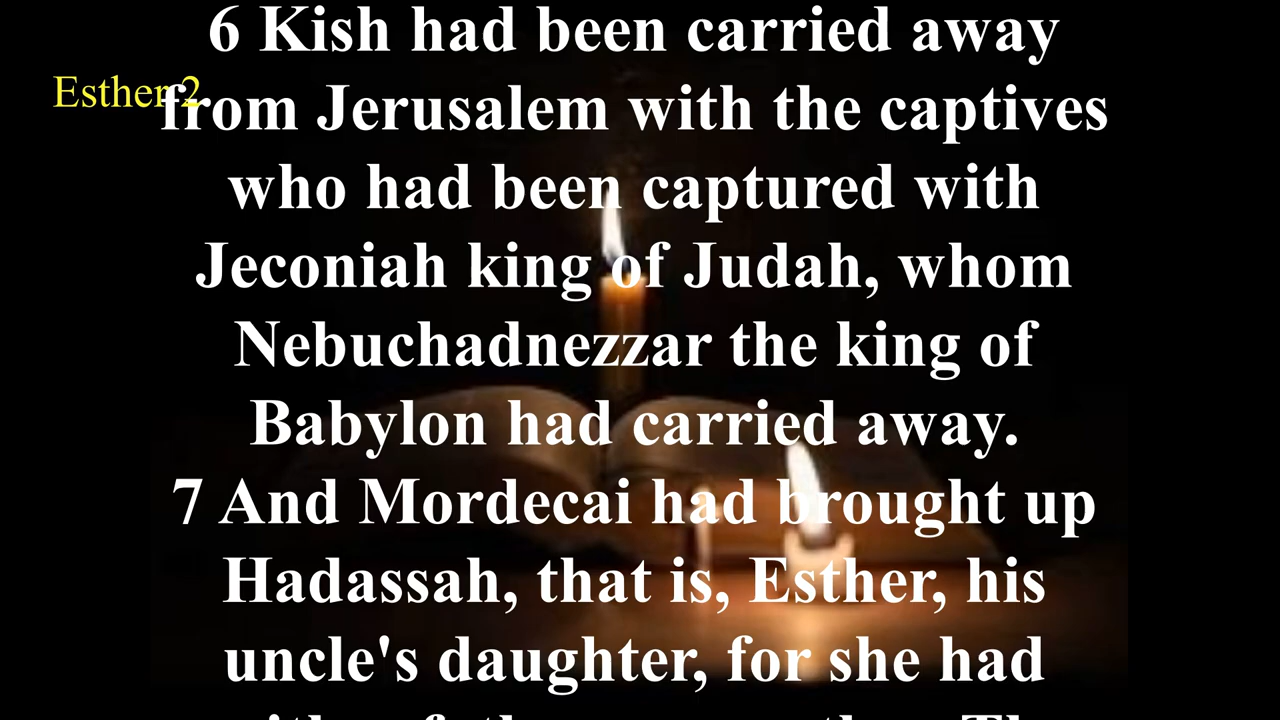 6 Kish had been carried away
Esther 2
from Jerusalem with the captives
who had been captured with
Jeconiah king of Judah, whom
Nebuchadnezzar the king of
Babylon had carried away.
7 And Mordecai had brought up
Hadassah, that is, Esther, his
uncle's daughter, for she had